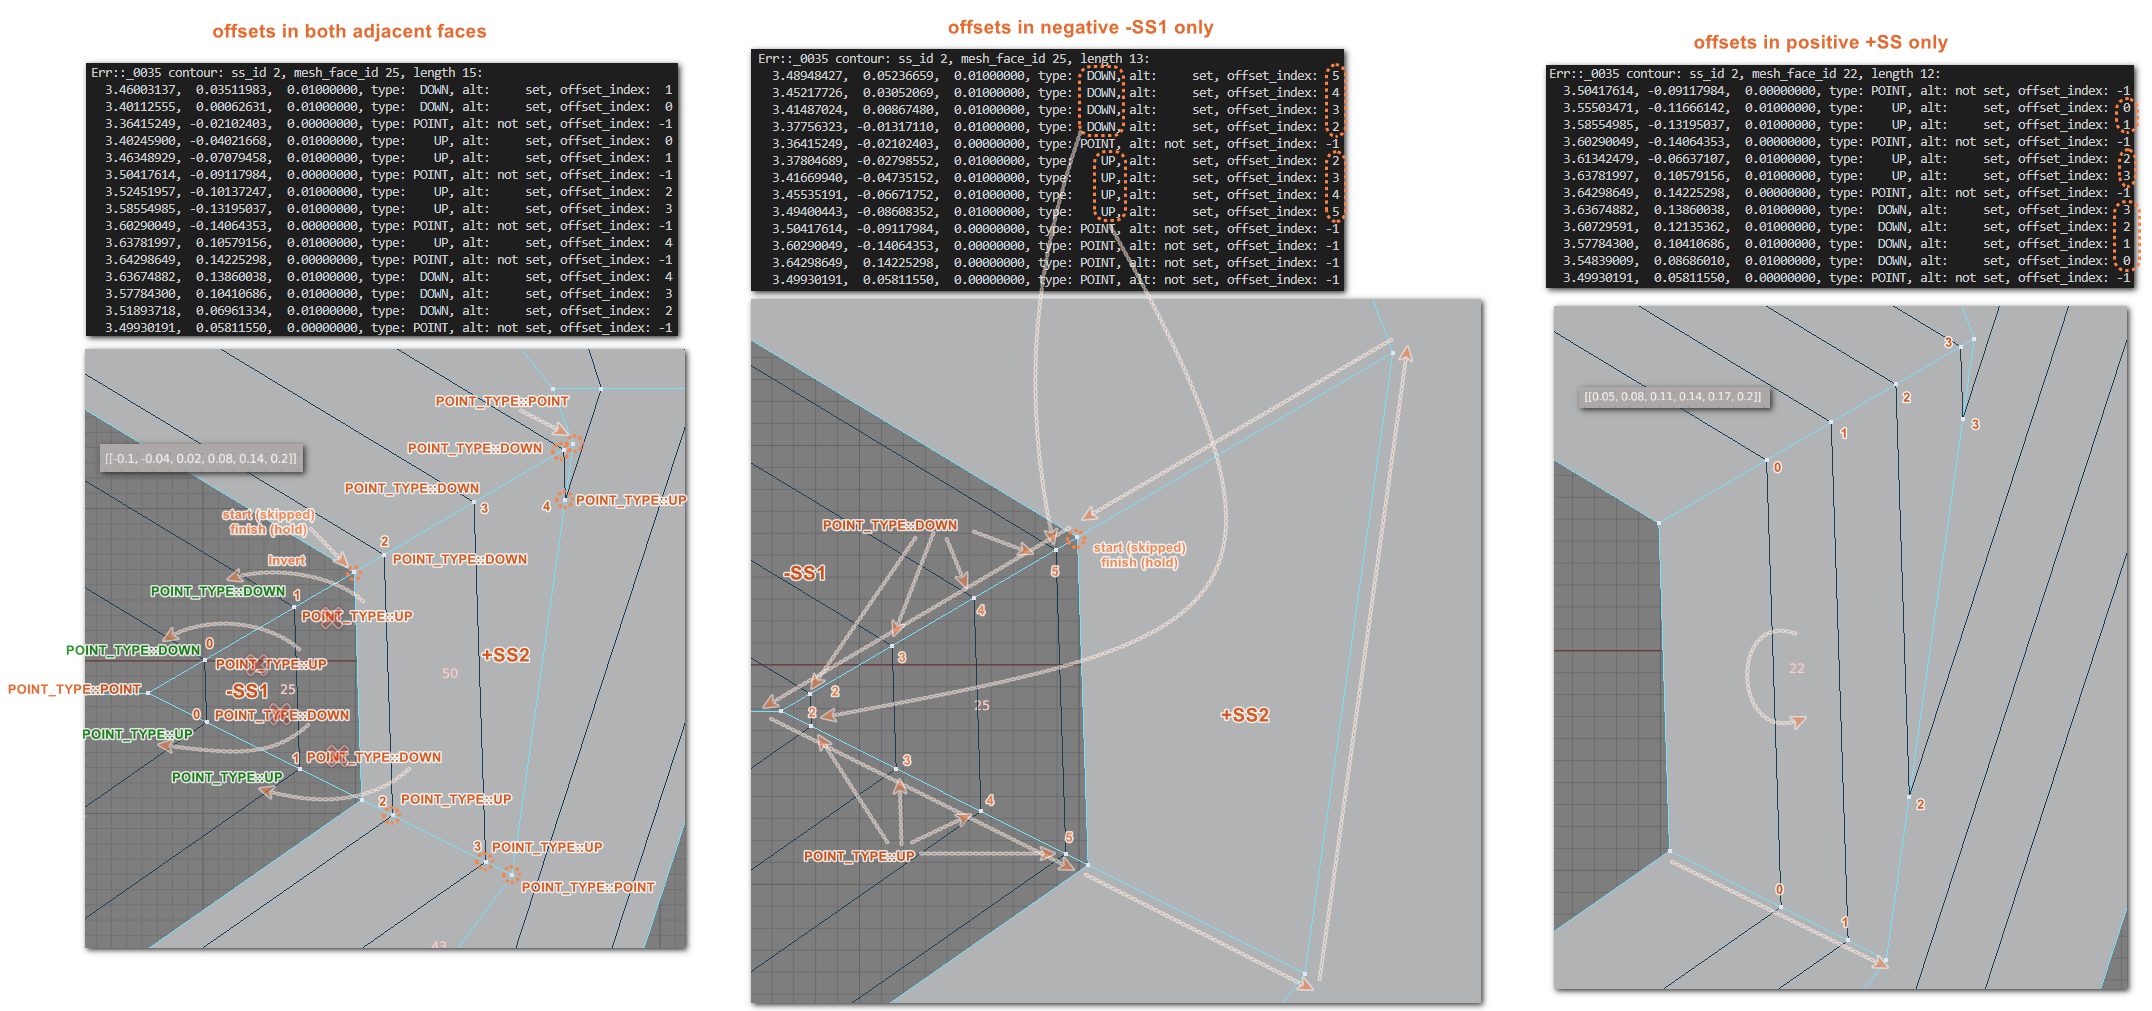 offsets in both adjacent faces
Err::_0035 contour: ss_id 2, mesh_face_id 25, length 15:
3.46003137, 0.03511983, 0.01000000, type: DOWN, alt: set, offset_index: 1
3.40112555, 0.00062631, 0.01000000, type: DOWN, alt: set, offset_index: 0
3.36415249, -0.02102403, 0.00000000, type: POINT, alt: not set, offset_index: -1
3.40245900, -0.04021668, 0.01000000, type: UP, alt: set, offset_index: 0
3.46348929, -0.07079458, 0.01000000, type: UP, alt: set, offset_index: 1
3.50417614, -0.09117984, 0.00000000, type: POINT, alt: not set, offset_index: -1
3.52451957, -0.10137247, 0.01000000, type: UP, alt: set, offset_index: 2
3.58554985, -0.13195037, 0.01000000, type: UP, alt: set, offset_index: 3
3.60290049, -0.14064353, 0.00000000, type: POINT, alt: not set, offset_index: -1
3.63781997, 0.10579156, 0.01000000, type: UP, alt: set, offset_index: 4
3.64298649, 0.14225298, 0.00000000, type: POINT, alt: not set, offset_index: -1
3.63674882, 0.13860038, 0.01000000, type: DOWN, alt: set, offset_index: 4
3.57784300, 0.10410686, 0.01000000, type: DOWN, alt: set, offset_index: 3
3.51893718, 0.06961334, 0.01000000, type: DOWN, alt: set, offset_index: 2
3.49930191, 0.05811550, 0.00000000, type: POINT, alt: not set, offset_index: -1
POINT_TYPE::POINT
POINT_TYPE::DOWN
[[-0.1, -0.04, 0.02, 0.08, 0.14, 0.2]]
POINT_TYPE::DOWN
4
POINT_TYPE::UP
3
start (skipped)
finish (hold)
2
Invert
POINT_TYPE::DOWN
POINT_TYPE::DOWN
1
POINT_TYPE::UP
0
POINT_TYPE::DOWN
+SS2
POINT_TYPE::UP
50
POINT_TYPE::POINT
-SS1
25
0
POINT_TYPE::DOWN
POINT_TYPE::UP
1
POINT_TYPE::DOWN
POINT_TYPE::UP
2
POINT_TYPE::UP
3
POINT_TYPE::UP
POINT_TYPE::POINT
43
offsets in negative -SS1 only
Err::_0035 contour: ss_id 2, mesh_face_id 25, length 13:
3.48948427, 0.05236659, 0.01000000, type: DOWN, alt: set, offset_index: 5
3.45217726, 0.03052069, 0.01000000, type: DOWN, alt: set, offset_index: 4
3.41487024, 0.00867480, 0.01000000, type: DOWN, alt: set, offset_index: 3
3.37756323, -0.01317110, 0.01000000, type: DOWN, alt: set, offset_index: 2
3.36415249, -0.02102403, 0.00000000, type: POINT, alt: not set, offset_index: -1
3.37804689, -0.02798552, 0.01000000, type: UP, alt: set, offset_index: 2
3.41669940, -0.04735152, 0.01000000, type: UP, alt: set, offset_index: 3
3.45535191, -0.06671752, 0.01000000, type: UP, alt: set, offset_index: 4
3.49400443, -0.08608352, 0.01000000, type: UP, alt: set, offset_index: 5
3.50417614, -0.09117984, 0.00000000, type: POINT, alt: not set, offset_index: -1
3.60290049, -0.14064353, 0.00000000, type: POINT, alt: not set, offset_index: -1
3.64298649, 0.14225298, 0.00000000, type: POINT, alt: not set, offset_index: -1
3.49930191, 0.05811550, 0.00000000, type: POINT, alt: not set, offset_index: -1
POINT_TYPE::DOWN
start (skipped)
finish (hold)
-SS1
5
4
3
2
2
25
+SS2
3
4
5
POINT_TYPE::UP
offsets in positive +SS only
Err::_0035 contour: ss_id 2, mesh_face_id 22, length 12:
3.50417614, -0.09117984, 0.00000000, type: POINT, alt: not set, offset_index: -1
3.55503471, -0.11666142, 0.01000000, type: UP, alt: set, offset_index: 0
3.58554985, -0.13195037, 0.01000000, type: UP, alt: set, offset_index: 1
3.60290049, -0.14064353, 0.00000000, type: POINT, alt: not set, offset_index: -1
3.61342479, -0.06637107, 0.01000000, type: UP, alt: set, offset_index: 2
3.63781997, 0.10579156, 0.01000000, type: UP, alt: set, offset_index: 3
3.64298649, 0.14225298, 0.00000000, type: POINT, alt: not set, offset_index: -1
3.63674882, 0.13860038, 0.01000000, type: DOWN, alt: set, offset_index: 3
3.60729591, 0.12135362, 0.01000000, type: DOWN, alt: set, offset_index: 2
3.57784300, 0.10410686, 0.01000000, type: DOWN, alt: set, offset_index: 1
3.54839009, 0.08686010, 0.01000000, type: DOWN, alt: set, offset_index: 0
3.49930191, 0.05811550, 0.00000000, type: POINT, alt: not set, offset_index: -1
3
[[0.05, 0.08, 0.11, 0.14, 0.17, 0.2]]
2
3
1
0
22
2
0
1